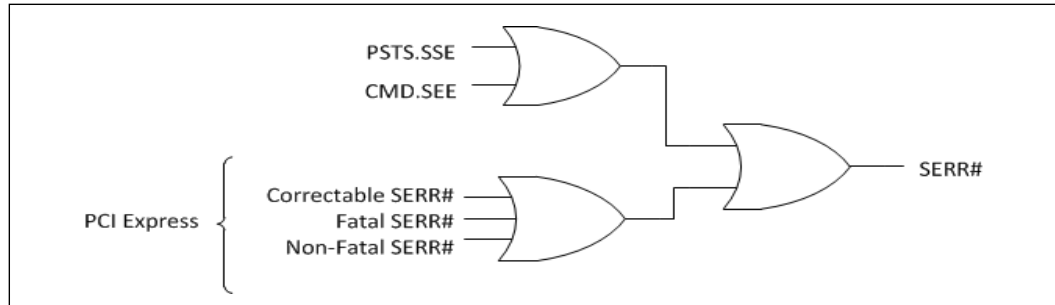 PSTS.SSE
CMD.SEE
SERR#
PCI Express
Correctable SERR#
Fatal SERR#
Non-Fatal SERR#